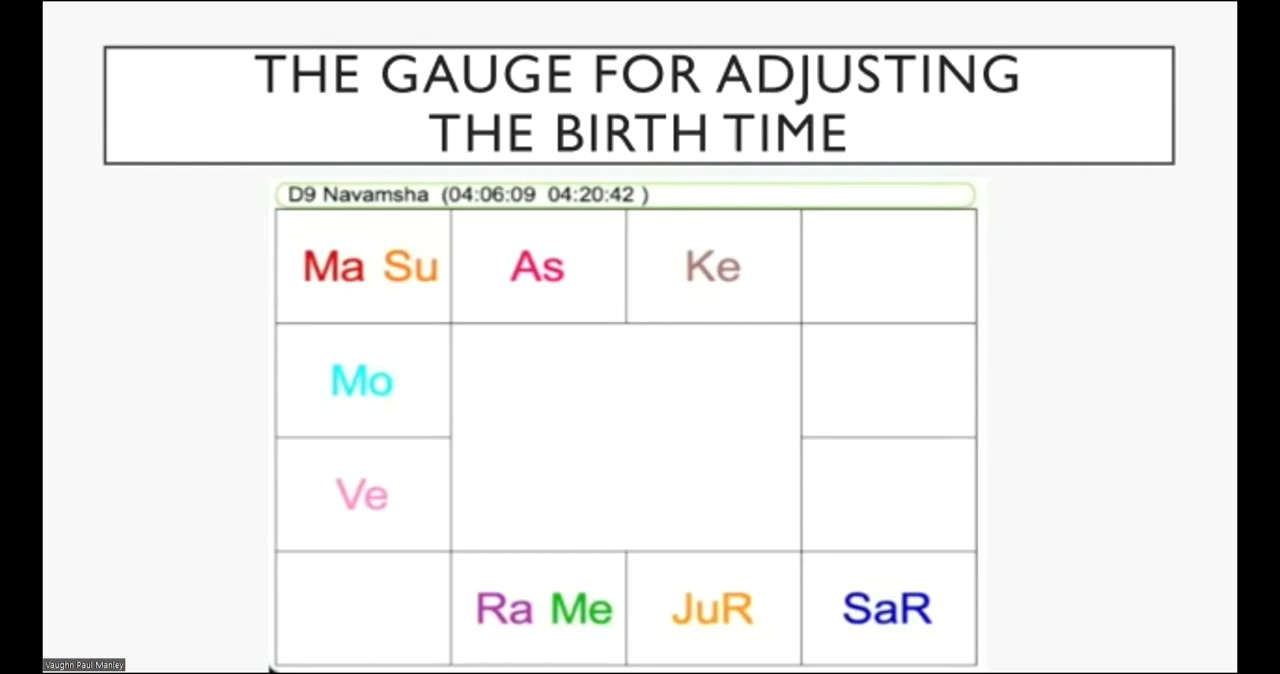 THE GAUGE FOR ADJUSTING
THE BIRTH TIME
D9 Navamsha (04:06:09 04:20:42 )
Ma Su As Ke
Mo
Ve
Ra Me JuR SaR
Vaughn Paul Manley